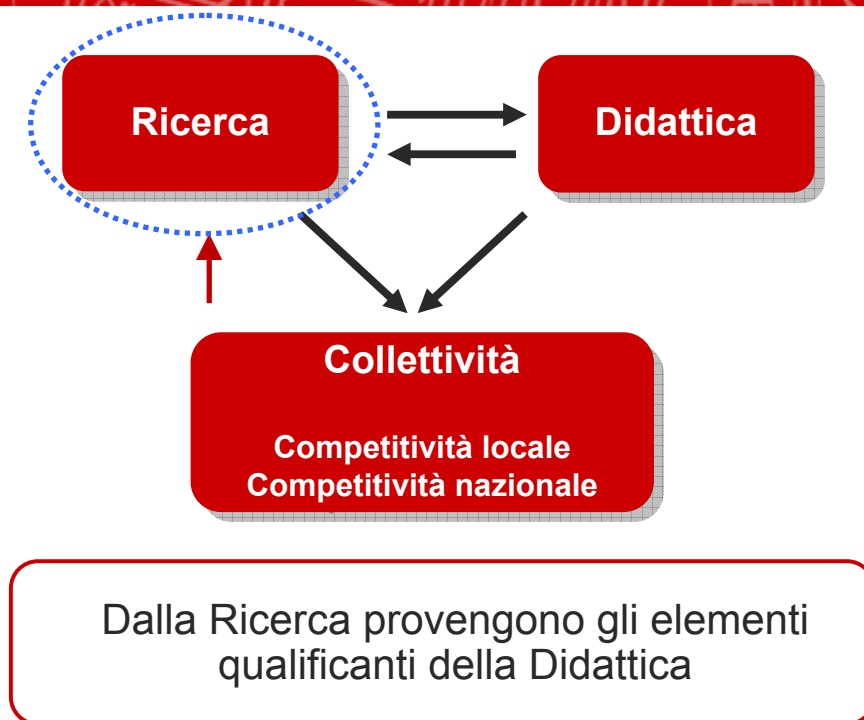 Ricerca
Didattica
Collettività
Competitività locale
Competitività nazionale
Dalla Ricerca provengono gli elementi
qualificanti della Didattica